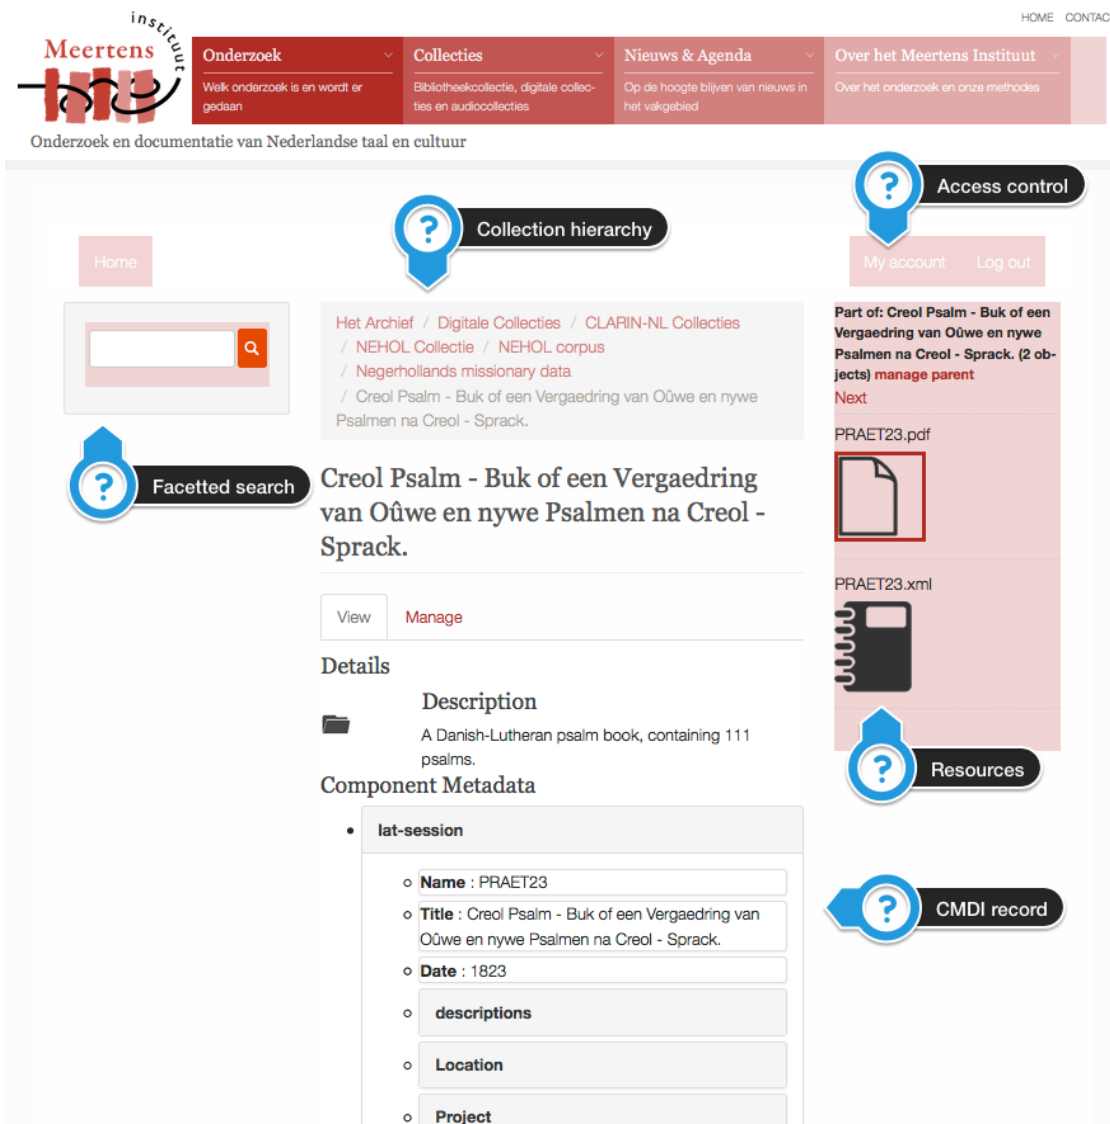 HOME CONTAC
instituut
Meertens
Onderzoek
Welk onderzoek is en wordt er
gedaan
Collecties
Bibliotheekcollectie, digitale collec-
ties en audiocollecties
Nieuws & Agenda
Op de hoogte blijven van nieuws in
het vakgebied
Over het Meertens Instituut
Over het onderzoek en onze methodes
Onderzoek en documentatie van Nederlandse taal en cultuur
? Access control
? Collection hierarchy
Home
My account Log out
Het Archief / Digitale Collecties / CLARIN-NL Collecties
/ NEHOL Collectie / NEHOL corpus
/ Negerhollands missionary data
/ Creol Psalm - Buk of een Vergaedring van Oûwe en nywe
Psalmen na Creol - Sprack.
Part of: Creol Psalm - Buk of een
Vergaedring van Oûwe en nywe
Psalmen na Creol - Sprack. (2 ob-
jects) manage parent
Next
PRAET23.pdf
PRAET23.xml
? Facetted search
Creol Psalm - Buk of een Vergaedring
van Oûwe en nywe Psalmen na Creol -
Sprack.
View Manage
Details
Description
A Danish-Lutheran psalm book, containing 111
psalms.
? Resources
Component Metadata
• lat-session
Name : PRAET23
Title : Creol Psalm - Buk of een Vergaedring van
Oûwe en nywe Psalmen na Creol - Sprack.
Date : 1823
descriptions
Location
Project
? CMDI record